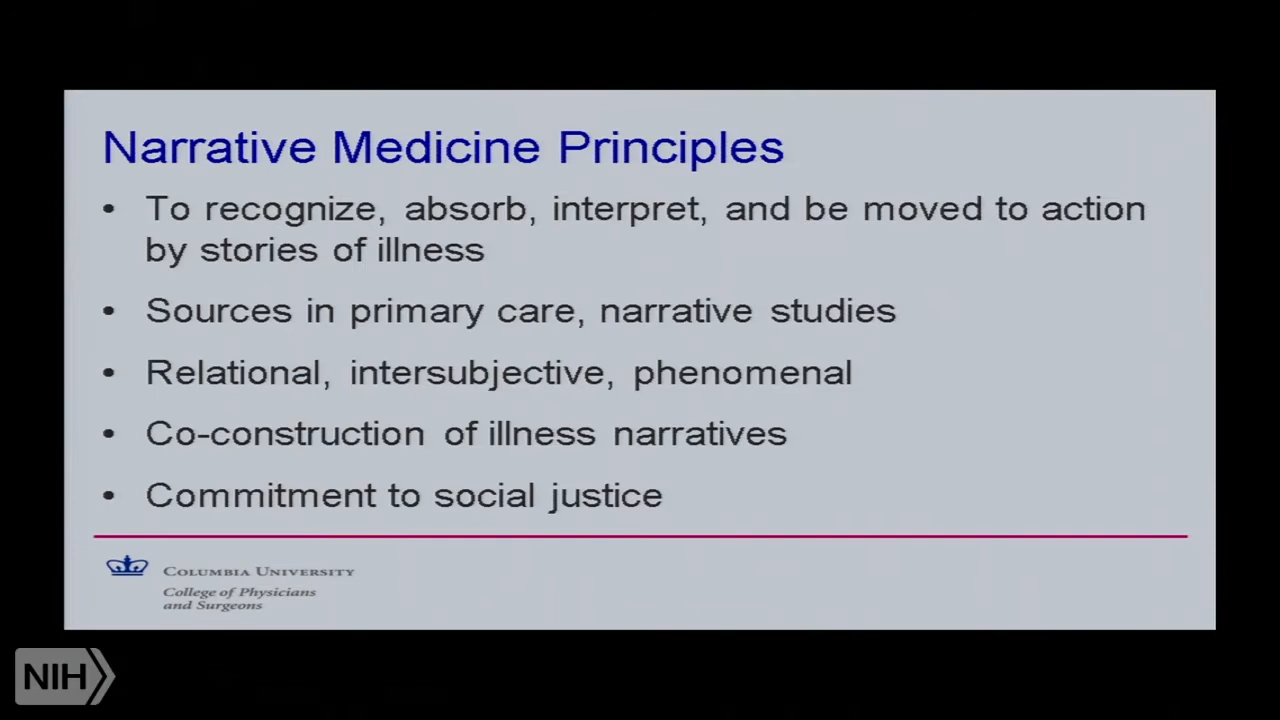 Narrative Medicine Principles
• To recognize, absorb, interpret, and be moved to action
by stories of illness
• Sources in primary care, narrative studies
• Relational, intersubjective, phenomenal
• Co-construction of illness narratives
• Commitment to social justice
COLUMBIA UNIVERSITY
College of Physicians
and Surgeons
NIH